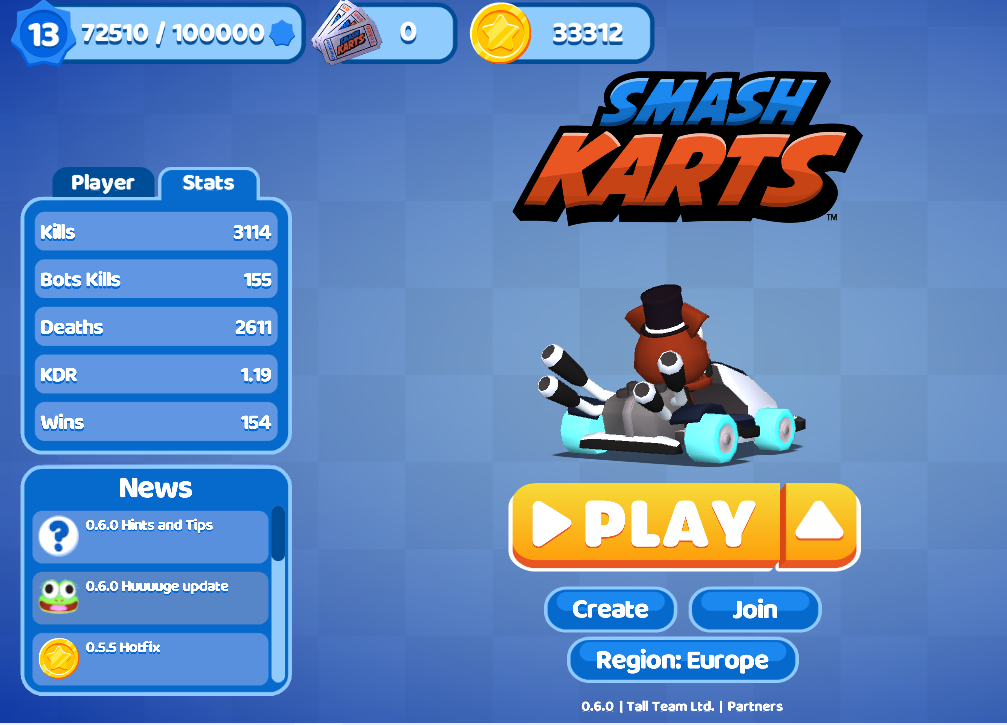 13
72510 / 100000
0
33312
SMASH
KARTS
KARTS
TM
Player
Stats
Kills 3114
Bots Kills 155
Deaths 2611
KDR 1.19
Wins 154
News
0.6.0 Hints and Tips
?
0.6.0 Huuuuge update
0.5.5 Hotfix
PLAY
Create
Join
Region: Europe
0.6.0 | Tall Team Ltd. | Partners